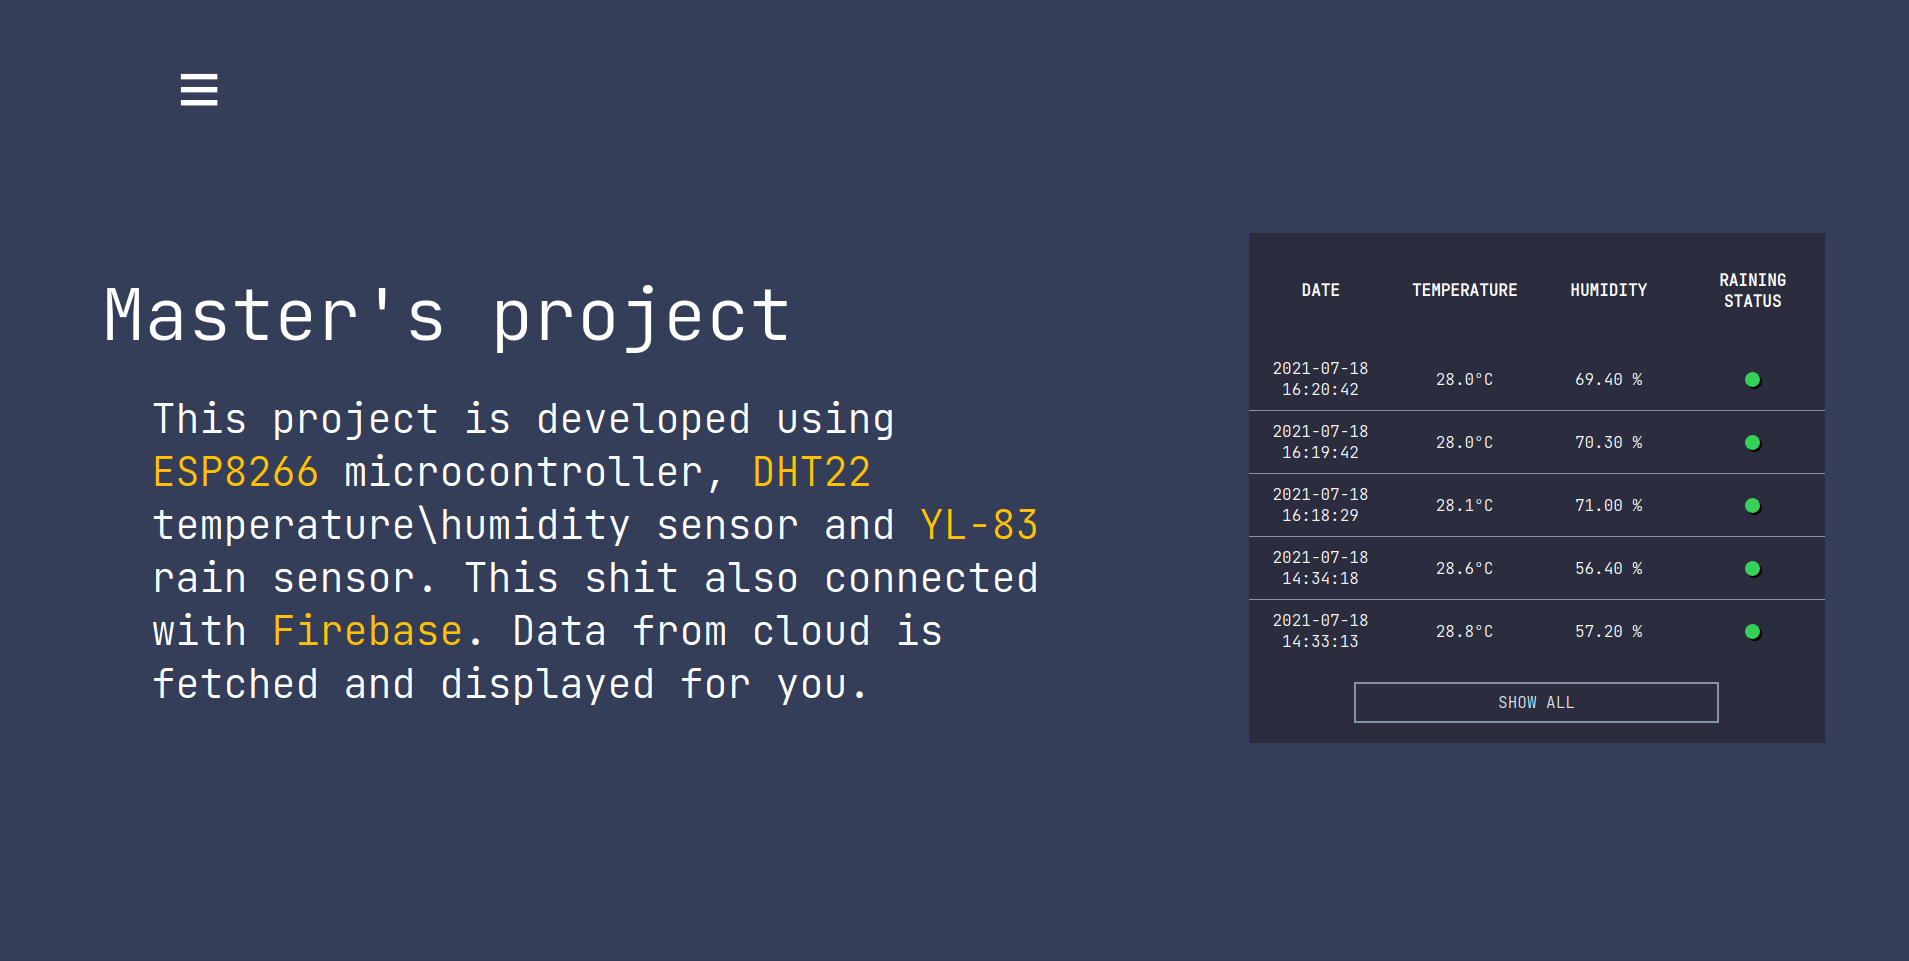 Master's project
This project is developed using
ESP8266 microcontroller, DHT22
temperature\humidity sensor and YL-83
rain sensor. This shit also connected
with Firebase. Data from cloud is
fetched and displayed for you.
DATE TEMPERATURE HUMIDITY RAINING STATUS
2021-07-18 16:20:42 28.0°C 69.40 %
2021-07-18 16:19:42 28.0°C 70.30 %
2021-07-18 16:18:29 28.1°C 71.00 %
2021-07-18 14:34:18 28.6°C 56.40 %
2021-07-18 14:33:13 28.8°C 57.20 %
SHOW ALL